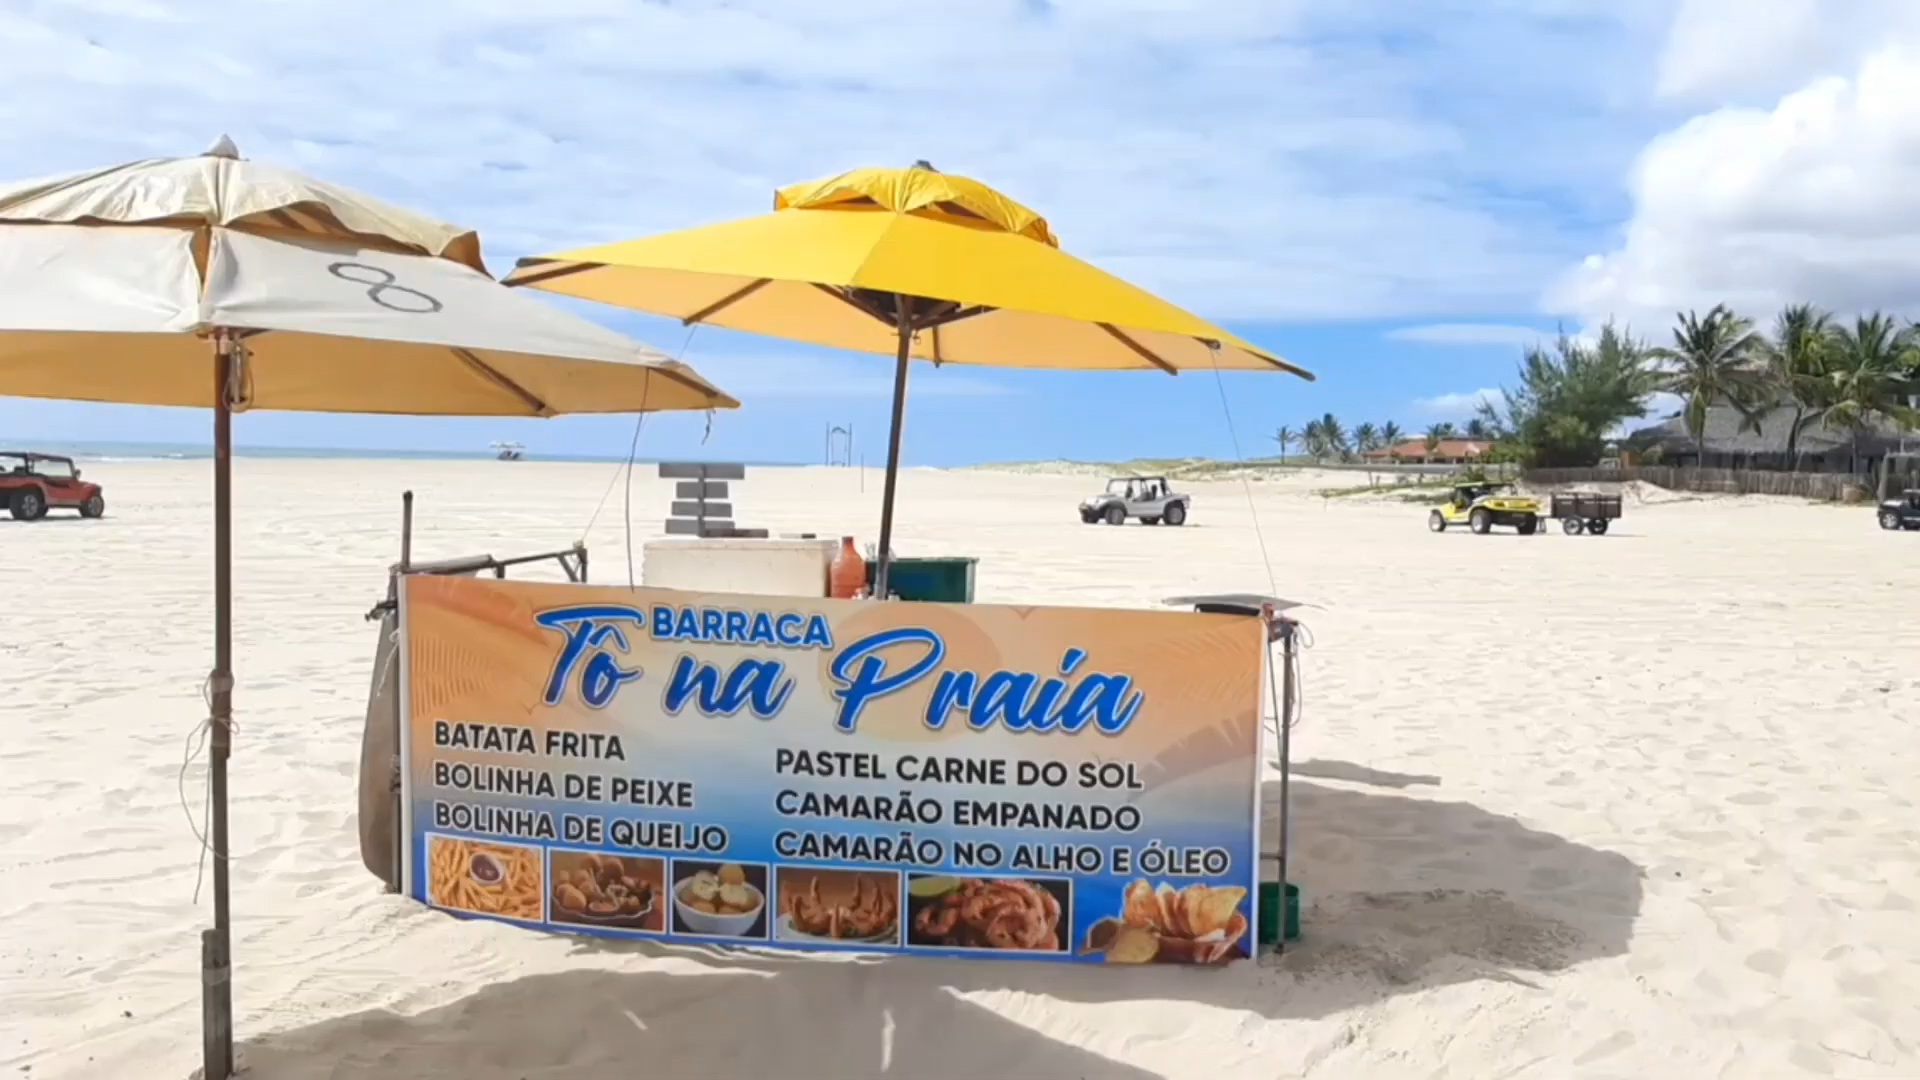 8
BARRACA
Tô na Praia
BATATA FRITA
BOLINHA DE PEIXE
BOLINHA DE QUEIJO
PASTEL CARNE DO SOL
CAMARÃO EMPANADO
CAMARÃO NO ALHO E ÓLEO